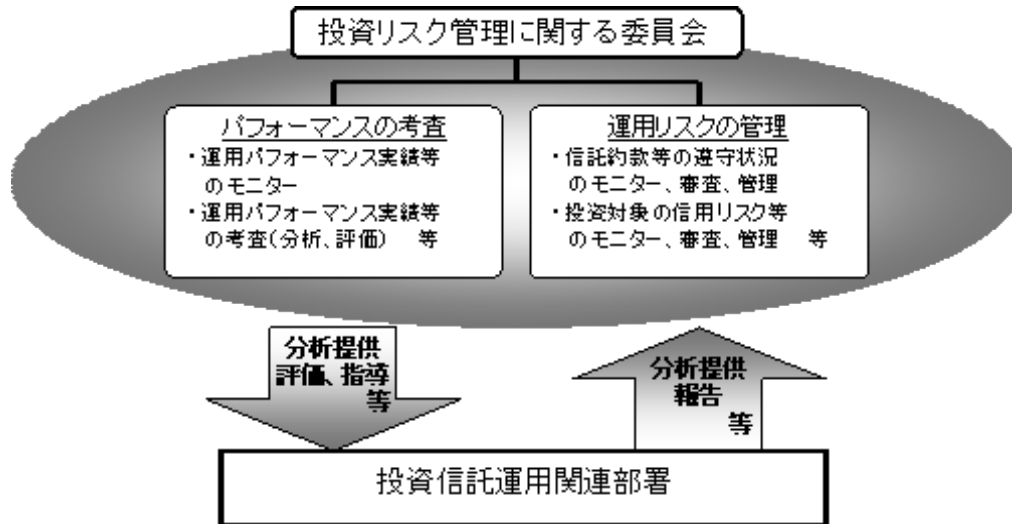 投資リスク管理に関する委員会
パフォーマンスの考査
・運用パフォーマンス実績等
のモニター
・運用パフォーマンス実績等
の考査(分析、評価)　等
運用リスクの管理
・信託約款等の遵守状況
のモニター、審査、管理
・投資対象の信用リスク等
のモニター、審査、管理　等
分析提供
評価、指導
等
分析提供
報告
等
投資信託運用関連部署